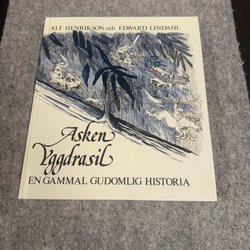 ALF HENRIKSON och EDWARD LINDAHL
Asken
Yggdrasil
EN GAMMAL GUDOMLIG HISTORIA